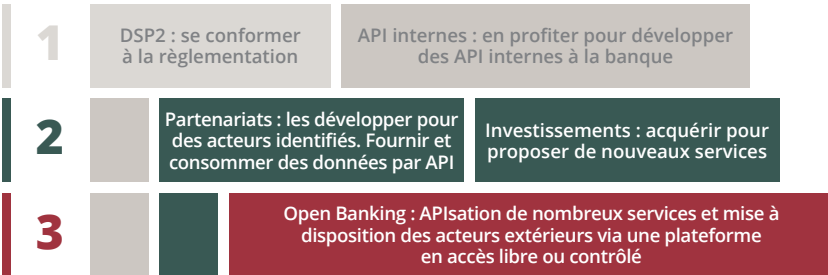 1
DSP2 : se conformer
à la règlementation
API internes : en profiter pour développer
des API internes à la banque
2
Partenariats : les développer pour
des acteurs identifiés. Fournir et
consommer des données par API
Investissements : acquérir pour
proposer de nouveaux services
3
Open Banking : APIsation de nombreux services et mise à
disposition des acteurs extérieurs via une plateforme
en accès libre ou contrôlé